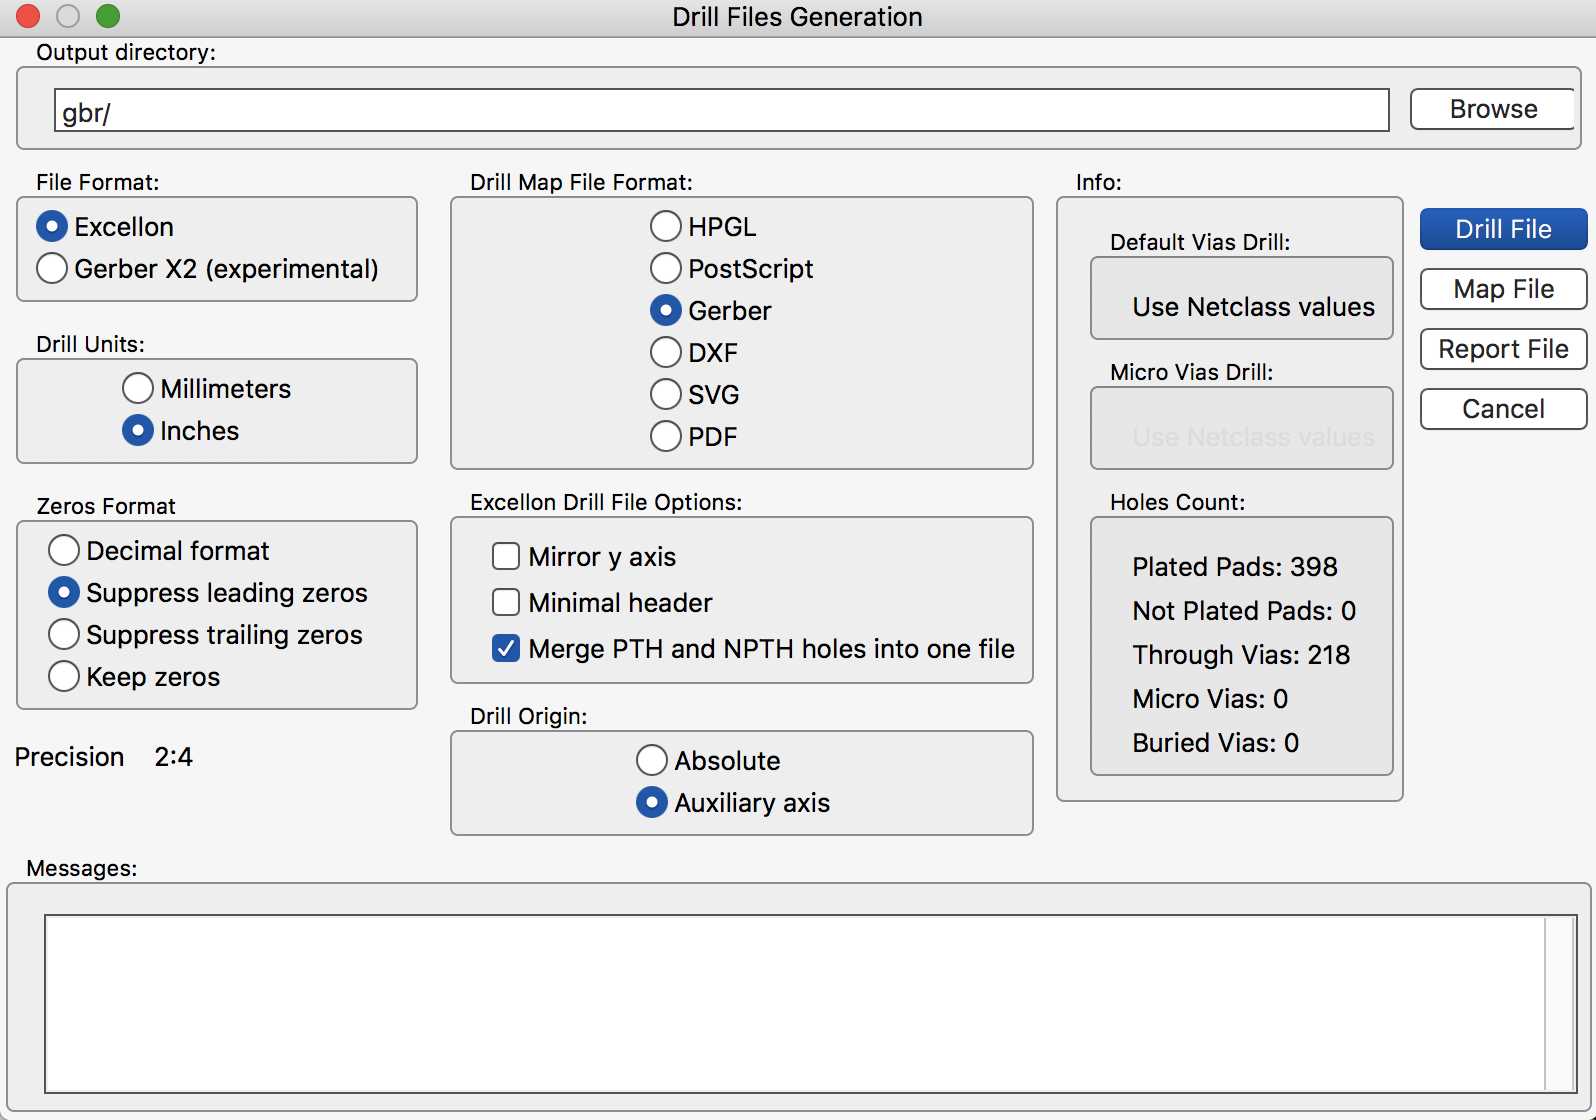 Drill Files Generation
Output directory:
gbr/
Browse
File Format:
Excellon
Gerber X2 (experimental)
Drill Units:
Millimeters
Inches
Zeros Format
Decimal format
Suppress leading zeros
Suppress trailing zeros
Keep zeros
Precision 2:4
Drill Map File Format:
HPGL
PostScript
Gerber
DXF
SVG
PDF
Excellon Drill File Options:
Mirror y axis
Minimal header
Merge PTH and NPTH holes into one file
Drill Origin:
Absolute
Auxiliary axis
Info:
Default Vias Drill:
Use Netclass values
Micro Vias Drill:
Use Netclass values
Holes Count:
Plated Pads: 398
Not Plated Pads: 0
Through Vias: 218
Micro Vias: 0
Buried Vias: 0
Drill File
Map File
Report File
Cancel
Messages: